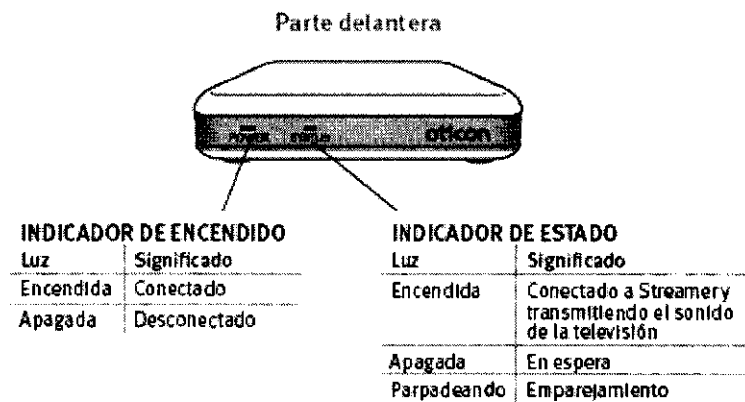 Parte delantera
POWER STATUS oticon
INDICADOR DE ENCENDIDO
Luz Significado
Encendida Conectado
Apagada Desconectado
INDICADOR DE ESTADO
Luz Significado
Encendida Conectado a Streamer y
transmitiendo el sonido
de la televisión
Apagada En espera
Parpadeando Emparejamiento